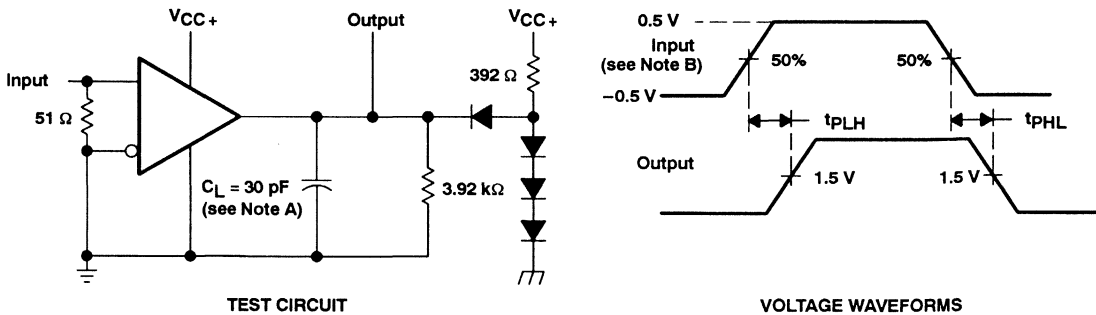 VCC+
Output
VCC+
392 Ω
Input
51 Ω
CL = 30 pF
(see Note A)
3.92 kΩ
TEST CIRCUIT
0.5 V
Input
(see Note B)
50%
50%
−0.5 V
tPLH
tPHL
Output
1.5 V
1.5 V
VOLTAGE WAVEFORMS